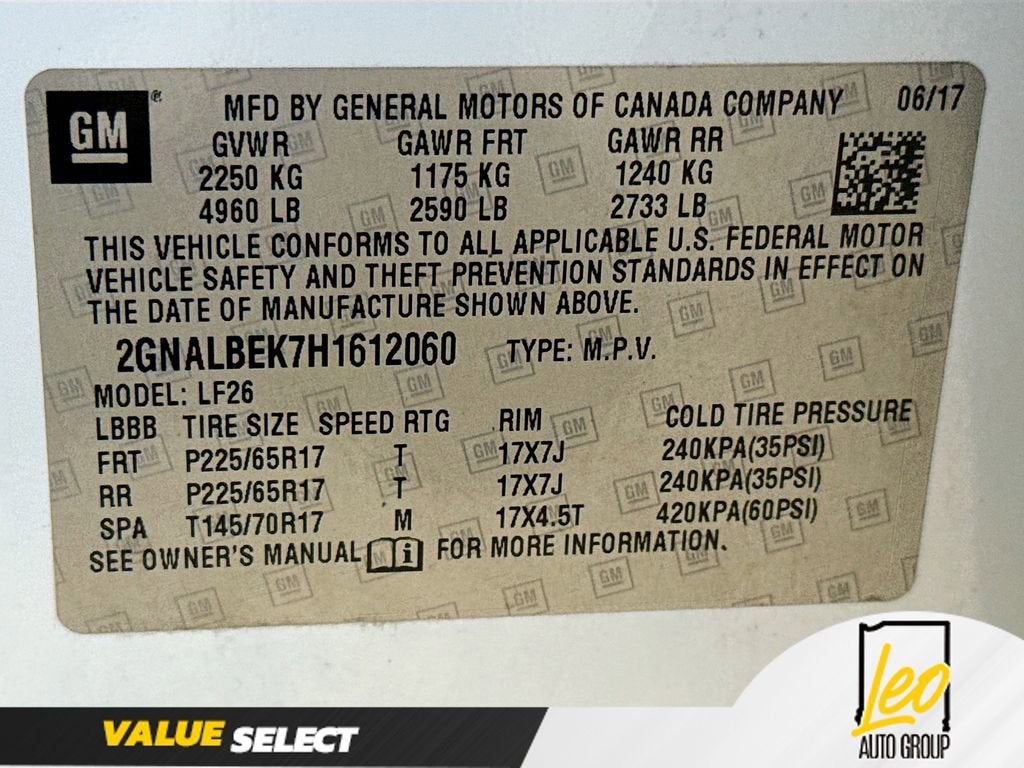 GM
MFD BY GENERAL MOTORS OF CANADA COMPANY 06/17
GVWR GAWR FRT GAWR RR
2250 KG 1175 KG 1240 KG
4960 LB 2590 LB 2733 LB
THIS VEHICLE CONFORMS TO ALL APPLICABLE U.S. FEDERAL MOTOR
VEHICLE SAFETY AND THEFT PREVENTION STANDARDS IN EFFECT ON
THE DATE OF MANUFACTURE SHOWN ABOVE.
2GNALBEK7H1612060 TYPE: M.P.V.
MODEL: LF26
LBBB TIRE SIZE SPEED RTG RIM COLD TIRE PRESSURE
FRT P225/65R17 T 17X7J 240KPA(35PSI)
RR P225/65R17 T 17X7J 240KPA(35PSI)
SPA T145/70R17 M 17X4.5T 420KPA(60PSI)
SEE OWNER'S MANUAL FOR MORE INFORMATION.
VALUE SELECT
Leo
AUTO GROUP